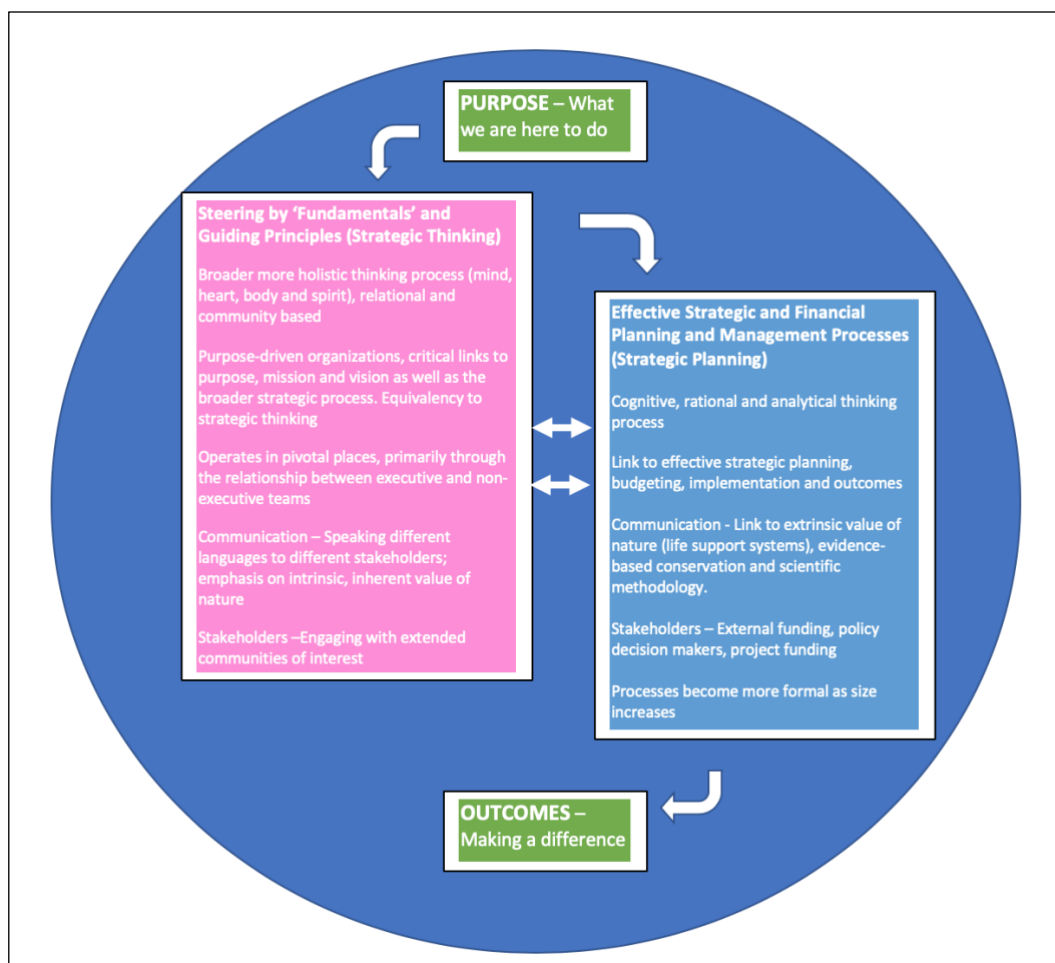 PURPOSE – What
we are here to do
Steering by ‘Fundamentals’ and
Guiding Principles (Strategic Thinking)
Broader more holistic thinking process (mind,
heart, body and spirit), relational and
community based
Purpose-driven organizations, critical links to
purpose, mission and vision as well as the
broader strategic process. Equivalency to
strategic thinking
Operates in pivotal places, primarily through
the relationship between executive and non-
executive teams
Communication – Speaking different
languages to different stakeholders;
emphasis on intrinsic, inherent value of
nature
Stakeholders –Engaging with extended
communities of interest
Effective Strategic and Financial
Planning and Management Processes
(Strategic Planning)
Cognitive, rational and analytical thinking
process
Link to effective strategic planning,
budgeting, implementation and outcomes
Communication - Link to extrinsic value of
nature (life support systems), evidence-
based conservation and scientific
methodology.
Stakeholders – External funding, policy
decision makers, project funding
Processes become more formal as size
increases
OUTCOMES –
Making a difference